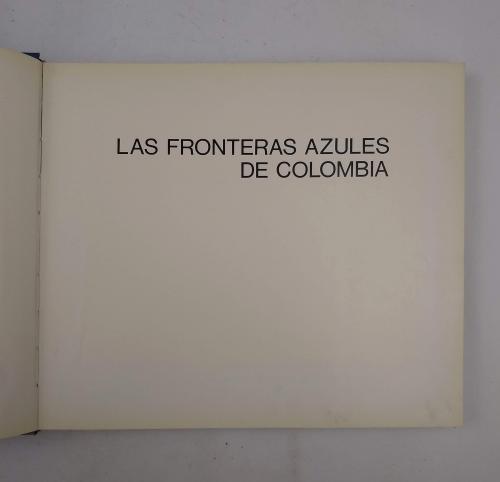 LAS FRONTERAS AZULES
DE COLOMBIA